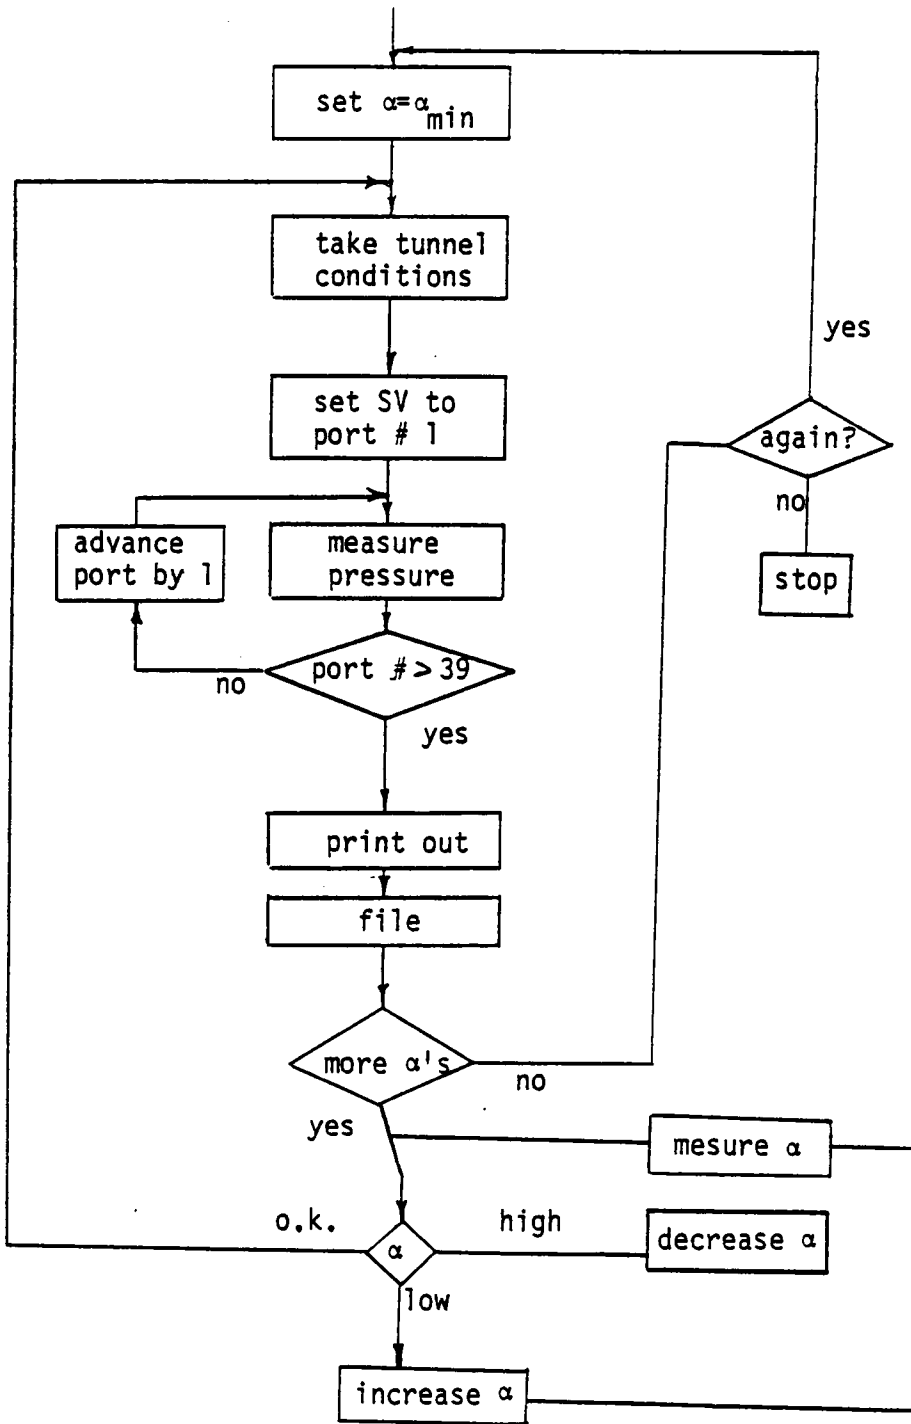 set α=α min
take tunnel
conditions
set SV to
port # 1
advance
port by 1
measure
pressure
port # > 39
no
yes
print out
file
more α's
no
yes
again?
yes
no
stop
mesure α
o.k.
α
high
decrease α
low
increase α